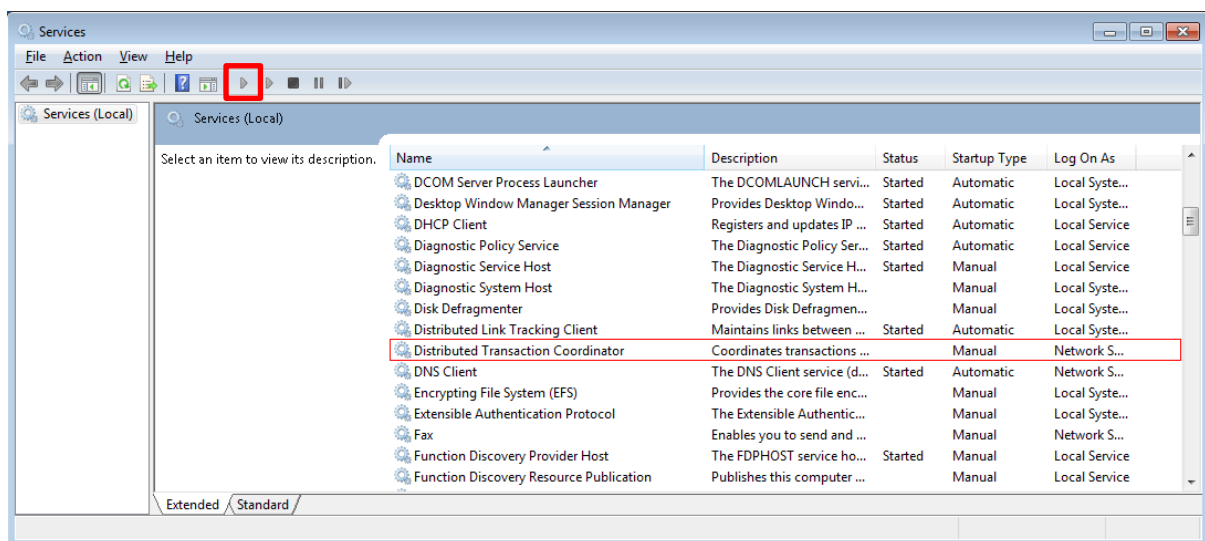 Services
File Action View Help
Services (Local)
Services (Local)
Select an item to view its description.
Name Description Status Startup Type Log On As
DCOM Server Process Launcher The DCOMLAUNCH servi... Started Automatic Local Syste...
Desktop Window Manager Session Manager Provides Desktop Windo... Started Automatic Local Syste...
DHCP Client Registers and updates IP ... Started Automatic Local Service
Diagnostic Policy Service The Diagnostic Policy Ser... Started Automatic Local Service
Diagnostic Service Host The Diagnostic Service H... Started Manual Local Service
Diagnostic System Host The Diagnostic System H... Manual Local Syste...
Disk Defragmenter Provides Disk Defragmen... Manual Local Syste...
Distributed Link Tracking Client Maintains links between ... Started Automatic Local Syste...
Distributed Transaction Coordinator Coordinates transactions ... Manual Network S...
DNS Client The DNS Client service (d... Started Automatic Network S...
Encrypting File System (EFS) Provides the core file enc... Manual Local Syste...
Extensible Authentication Protocol The Extensible Authentic... Manual Local Syste...
Fax Enables you to send and ... Manual Network S...
Function Discovery Provider Host The FDPHOST service ho... Started Manual Local Service
Function Discovery Resource Publication Publishes this computer ... Manual Local Service
Extended Standard